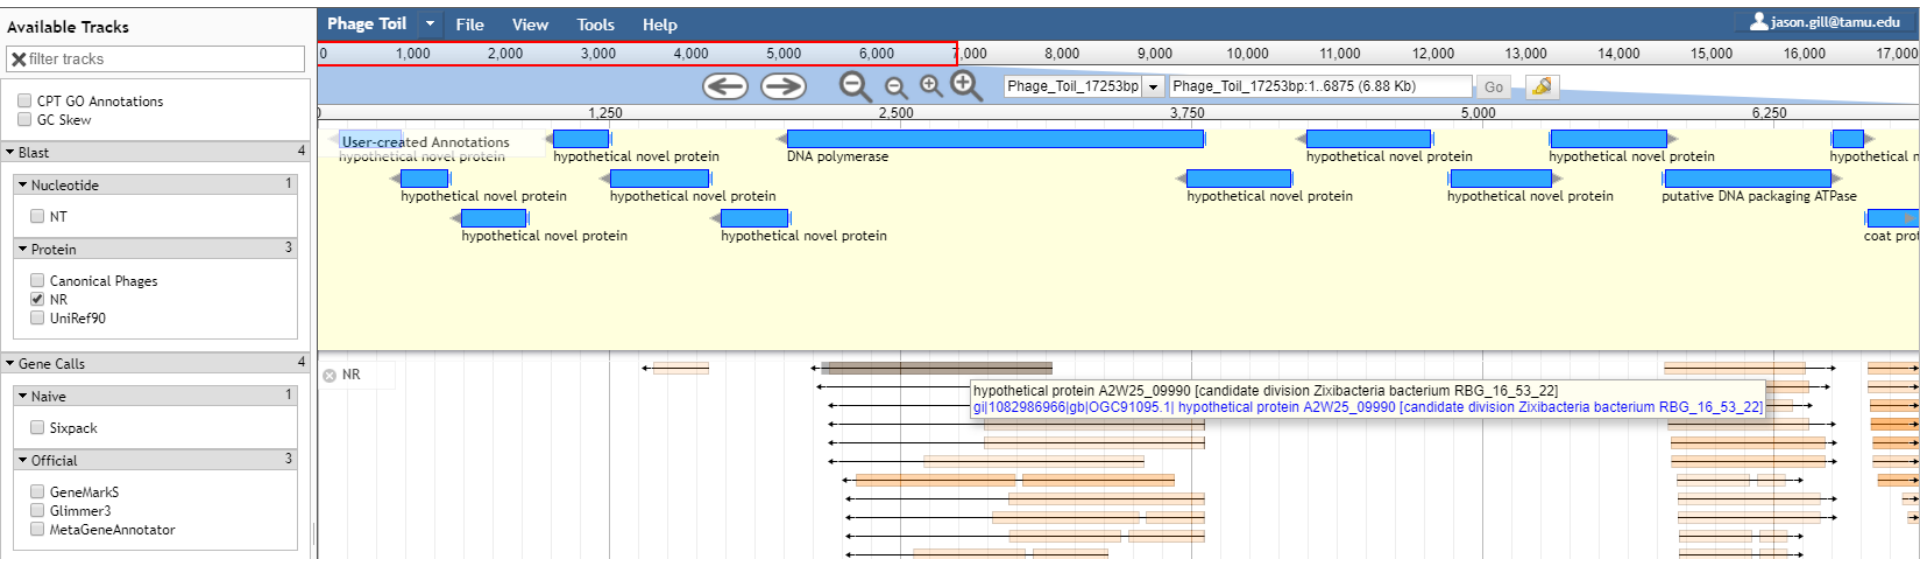 Available Tracks
filter tracks
CPT GO Annotations
GC Skew
Blast 4
Nucleotide 1
NT
Protein 3
Canonical Phages
NR
UniRef90
Gene Calls 4
Naive 1
Sixpack
Official 3
GeneMarkS
Glimmer3
MetaGeneAnnotator
Phage Toil File View Tools Help jason.gill@tamu.edu
0 1,000 2,000 3,000 4,000 5,000 6,000 7,000 8,000 9,000 10,000 11,000 12,000 13,000 14,000 15,000 16,000 17,000
Phage_Toil_17253bp Phage_Toil_17253bp:1..6875 (6.88 Kb) Go
1,250 2,500 3,750 5,000 6,250
User-created Annotations
hypothetical novel protein hypothetical novel protein DNA polymerase hypothetical novel protein hypothetical novel protein hypothetical n
hypothetical novel protein hypothetical novel protein hypothetical novel protein hypothetical novel protein putative DNA packaging ATPase
hypothetical novel protein hypothetical novel protein coat prot
NR
hypothetical protein A2W25_09990 [candidate division Zixibacteria bacterium RBG_16_53_22]
gi|1082986966|gb|OGC91095.1| hypothetical protein A2W25_09990 [candidate division Zixibacteria bacterium RBG_16_53_22]